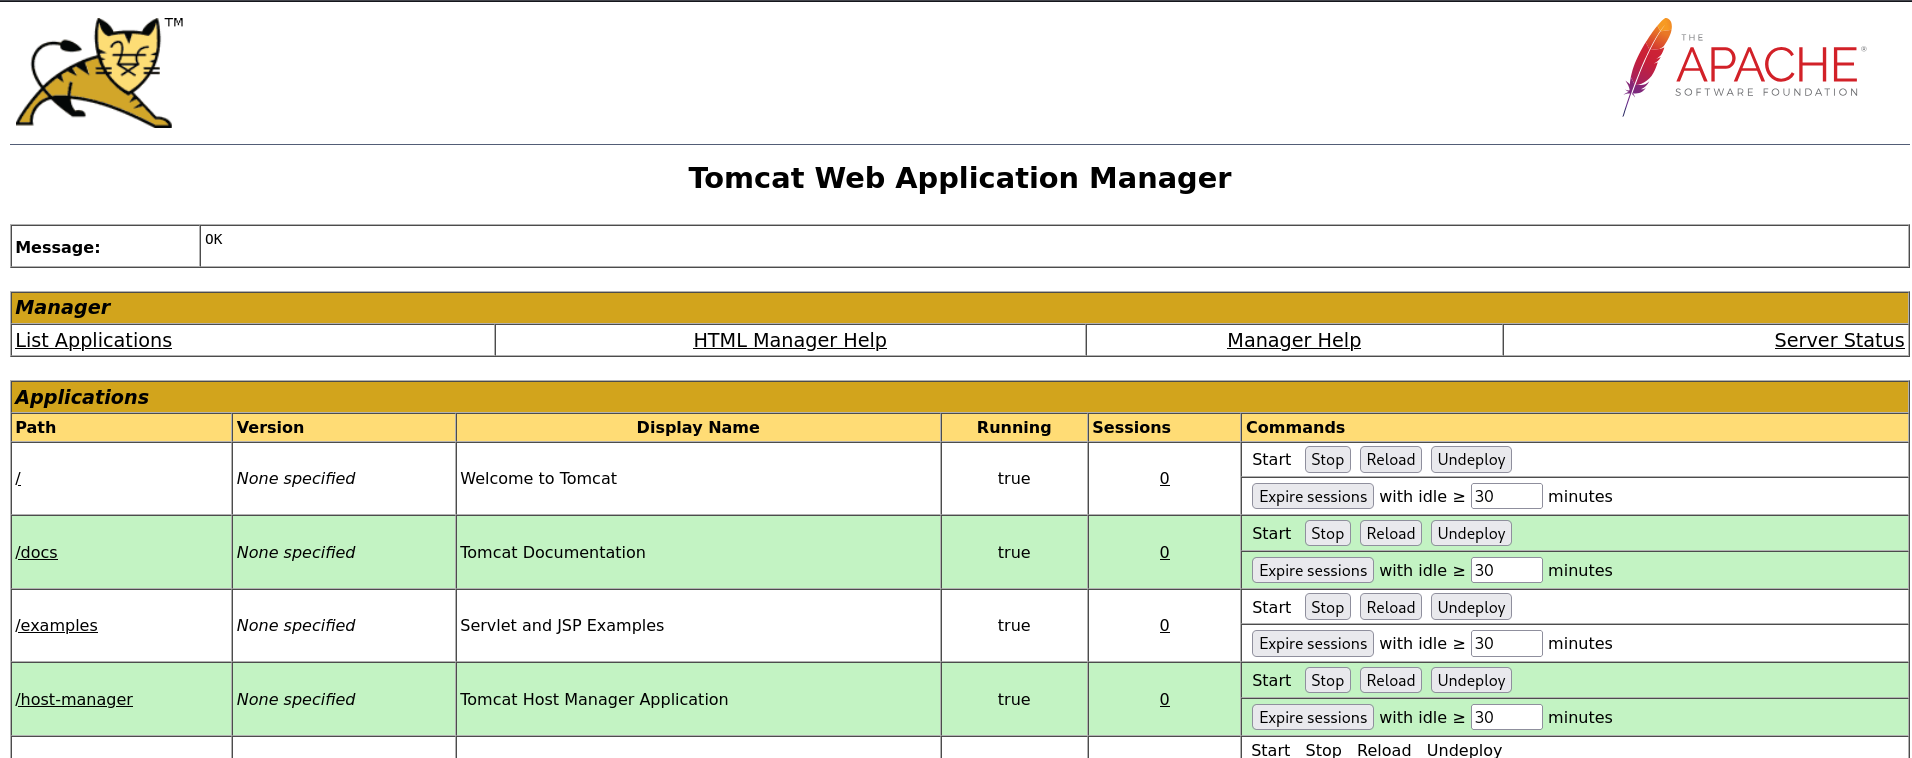 TM
THE
APACHE®
SOFTWARE FOUNDATION
Tomcat Web Application Manager
Message: OK
Manager
List Applications HTML Manager Help Manager Help Server Status
Applications
Path Version Display Name Running Sessions Commands
Start Stop Reload Undeploy
/ None specified Welcome to Tomcat true 0
Expire sessions with idle ≥ 30 minutes
Start Stop Reload Undeploy
/docs None specified Tomcat Documentation true 0
Expire sessions with idle ≥ 30 minutes
Start Stop Reload Undeploy
/examples None specified Servlet and JSP Examples true 0
Expire sessions with idle ≥ 30 minutes
Start Stop Reload Undeploy
/host-manager None specified Tomcat Host Manager Application true 0
Expire sessions with idle ≥ 30 minutes
Start Stop Reload Undeploy